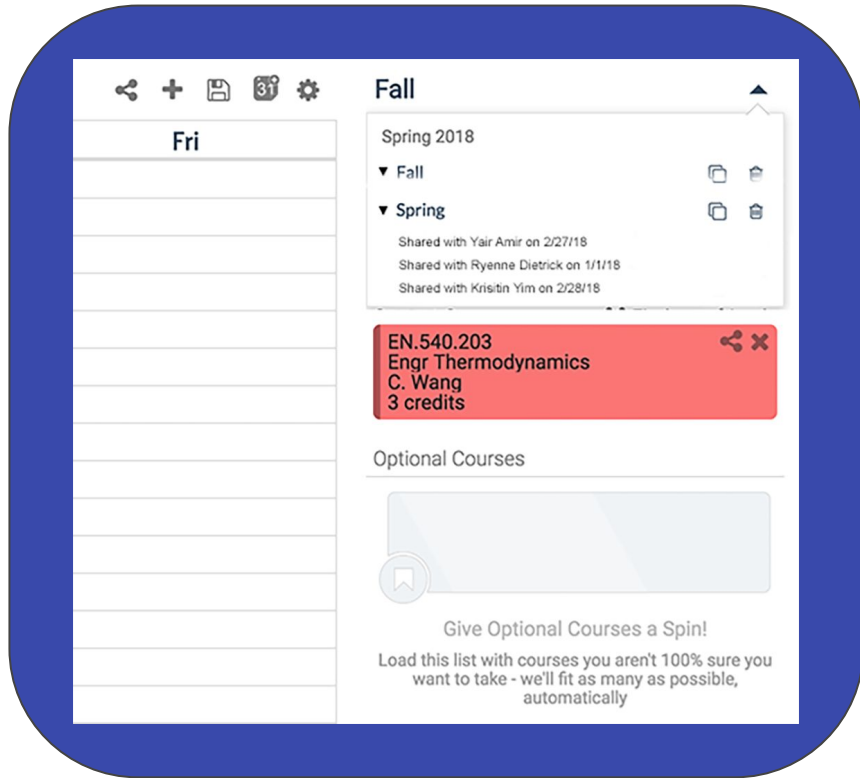 31
Fall
Fri
Spring 2018
Fall
Spring
Shared with Yair Amir on 2/27/18
Shared with Ryenne Dietrick on 1/1/18
Shared with Krisitin Yim on 2/28/18
EN.540.203
Engr Thermodynamics
C. Wang
3 credits
Optional Courses
Give Optional Courses a Spin!
Load this list with courses you aren't 100% sure you
want to take - we'll fit as many as possible,
automatically